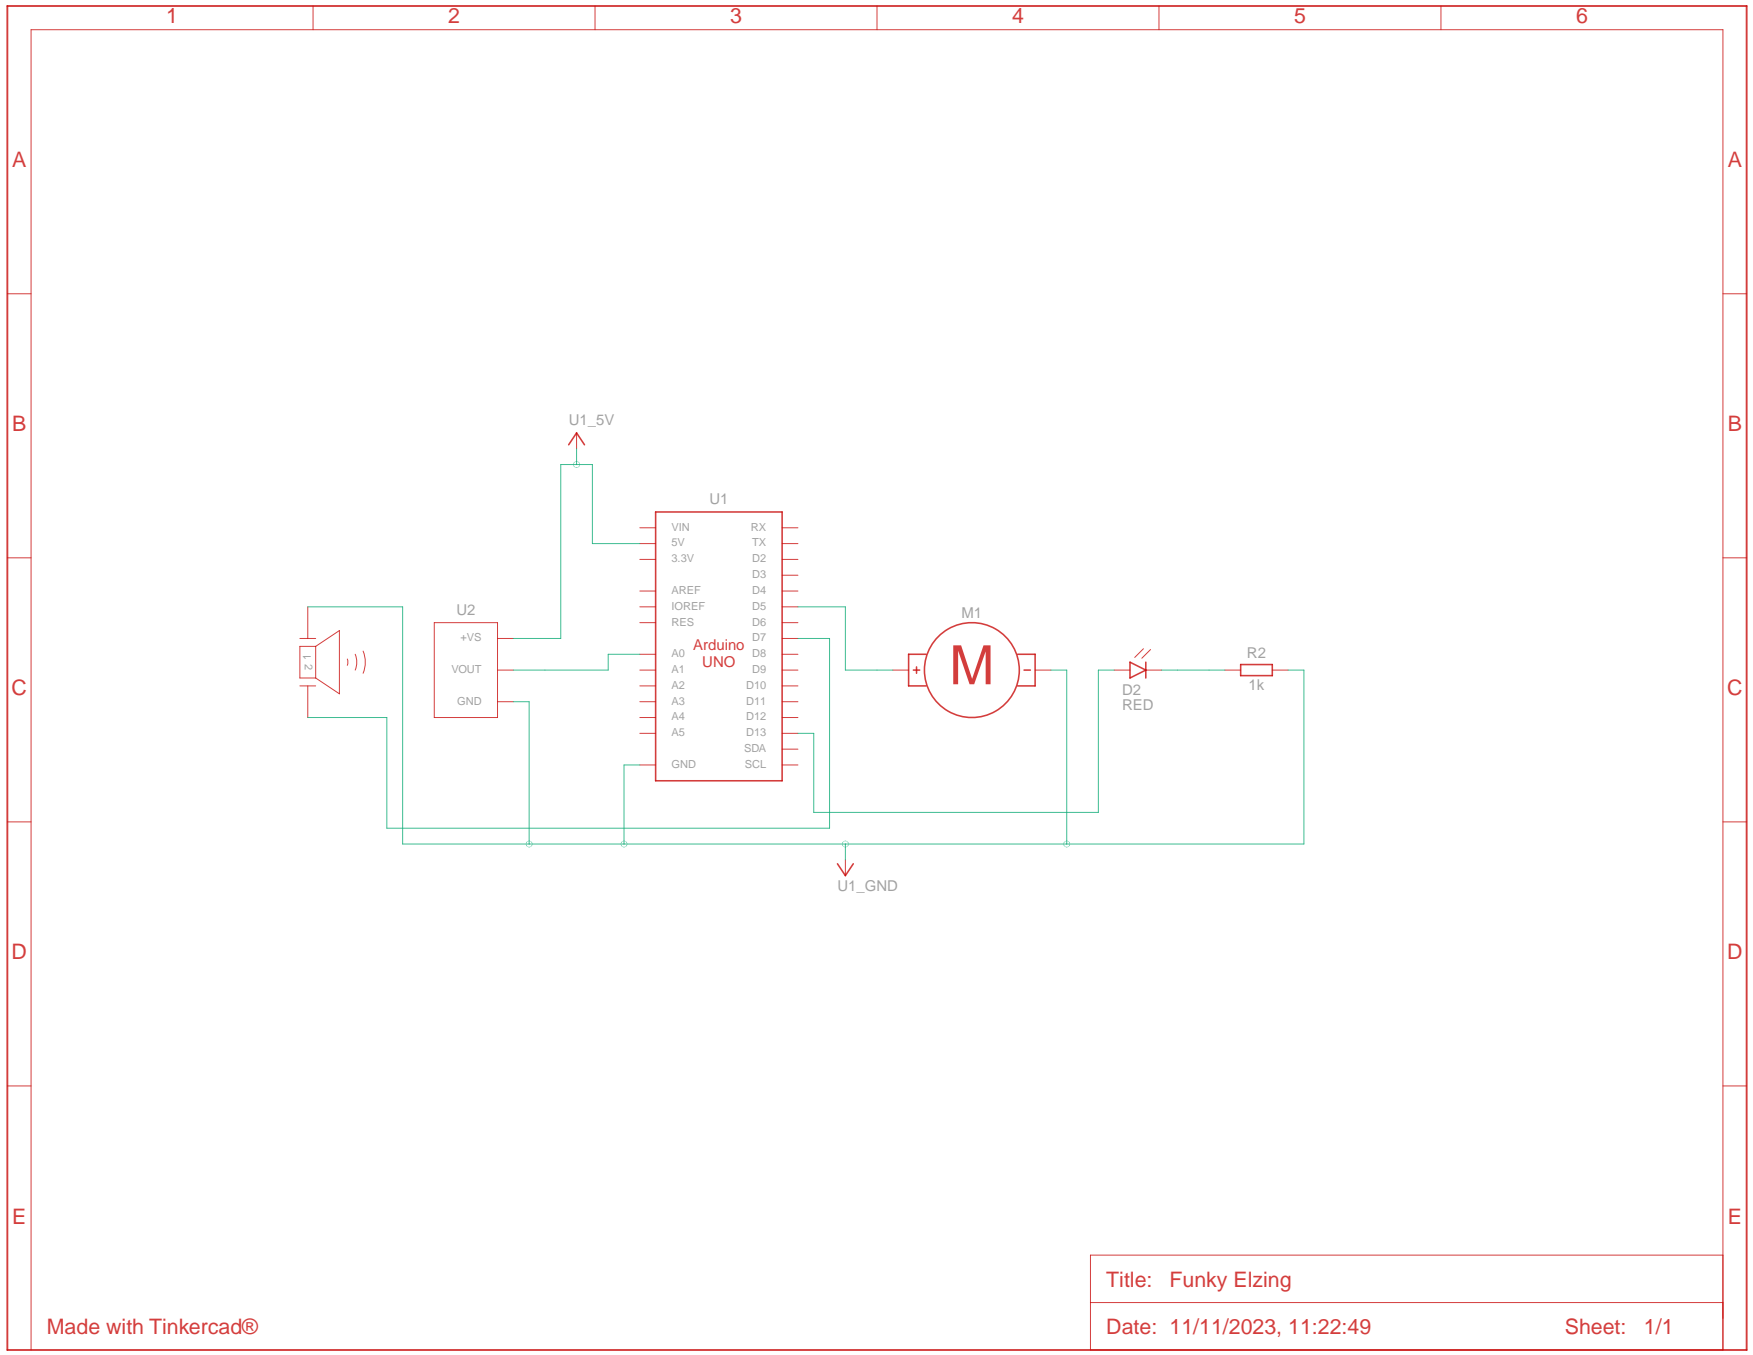 1 2 3 4 5 6
A A
B B
U1_5V
U1
VIN RX
5V TX
3.3V D2
D3
AREF D4
IOREF D5
RES D6
D7
A0 D8
A1 D9
A2 D10
A3 D11
A4 D12
A5 D13
SDA
GND SCL
Arduino
UNO
U2
+VS
VOUT
GND
1 2
M1
+ M -
D2
RED
R2
1k
C C
U1_GND
D D
E E
Title: Funky Elzing
Made with Tinkercad®
Date: 11/11/2023, 11:22:49 Sheet: 1/1